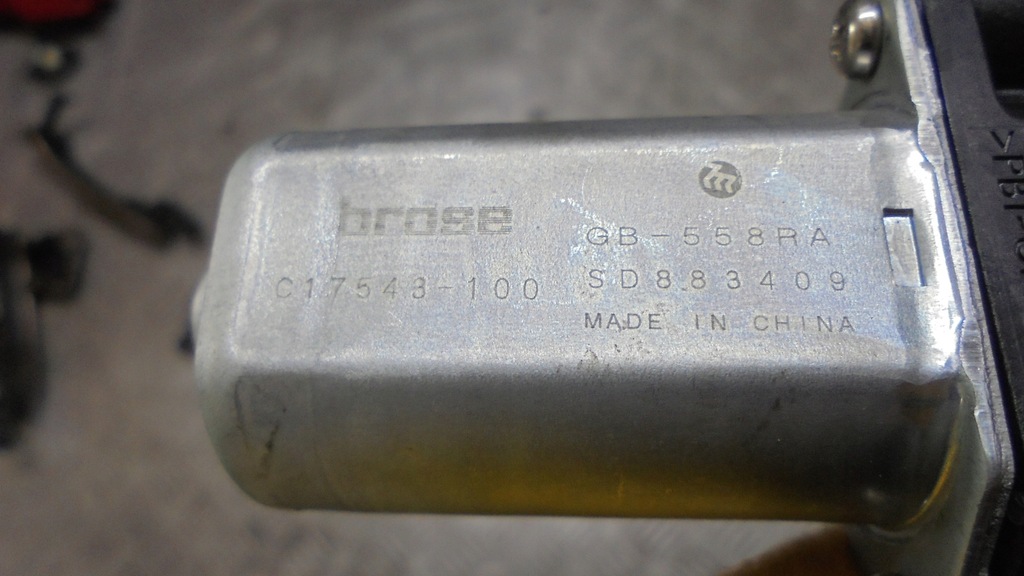 brose
C17543-100
GB-558RA
SD883409
MADE IN CHINA